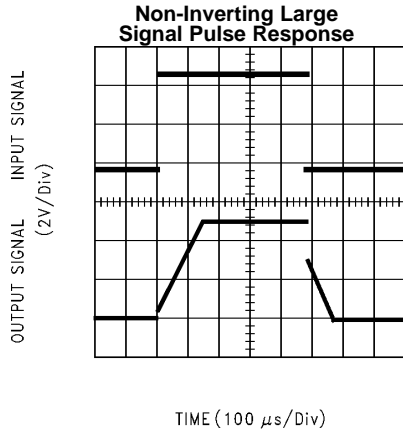 Non-Inverting Large
Signal Pulse Response
INPUT SIGNAL
OUTPUT SIGNAL
(2V/Div)
TIME (100 μs/Div)